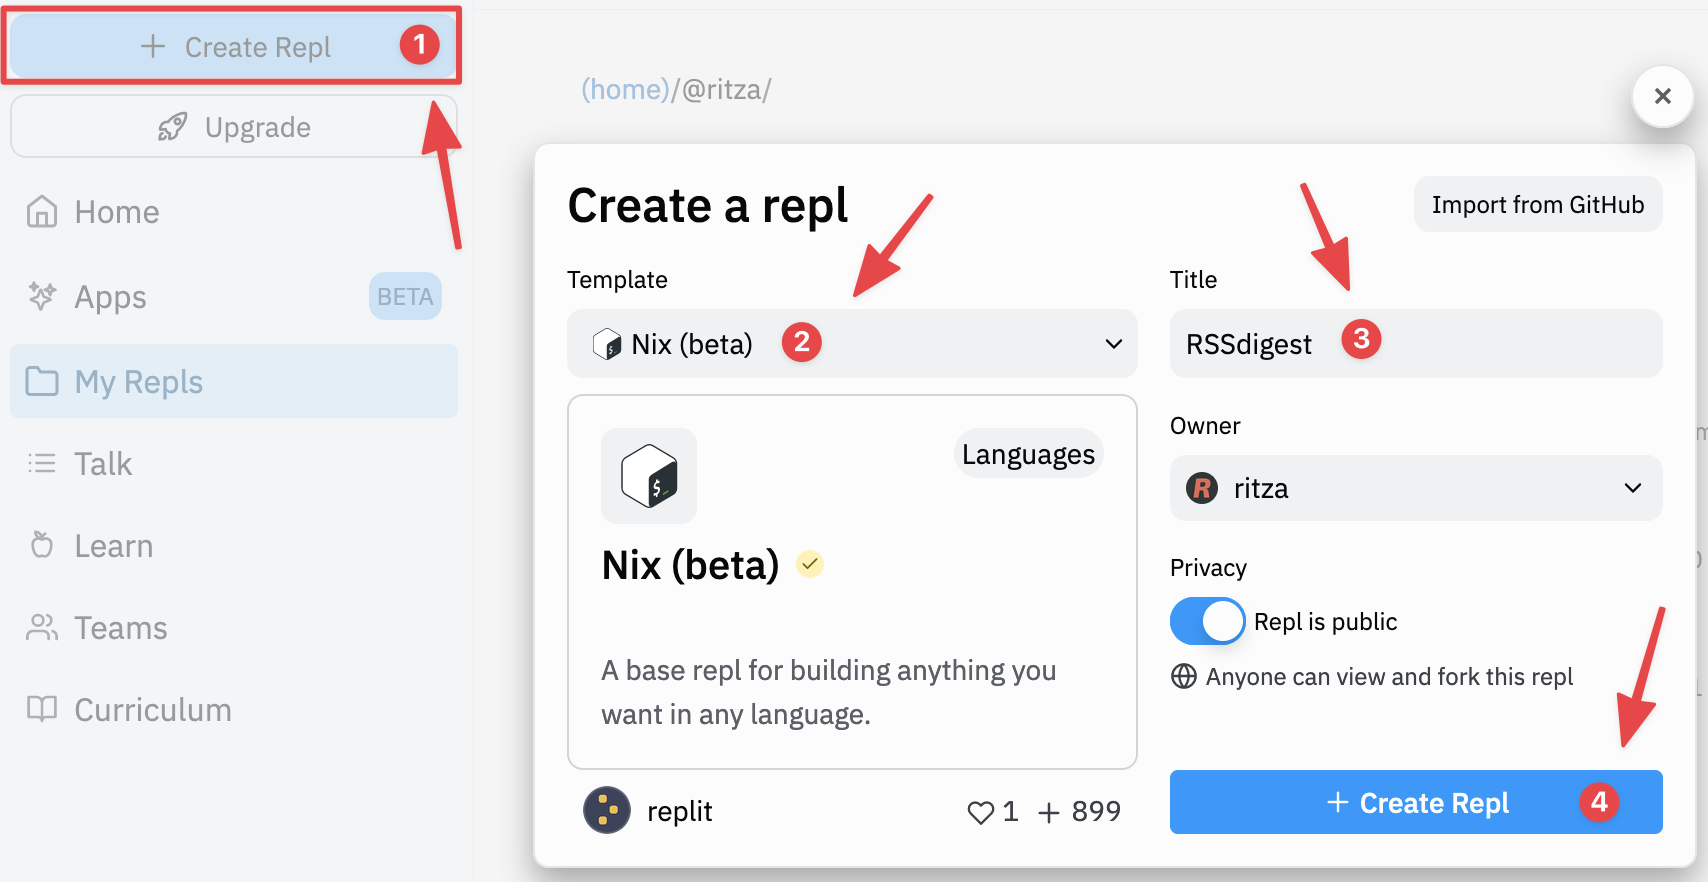 Create Repl 1
Upgrade
Home
Apps BETA
My Repls
Talk
Learn
Teams
Curriculum
(home)/@ritza/
Create a repl
Import from GitHub
Template
Nix (beta) 2
Languages
$
Nix (beta)
A base repl for building anything you
want in any language.
replit
1 + 899
Title
RSSdigest 3
Owner
R ritza
Privacy
Repl is public
Anyone can view and fork this repl
+ Create Repl 4